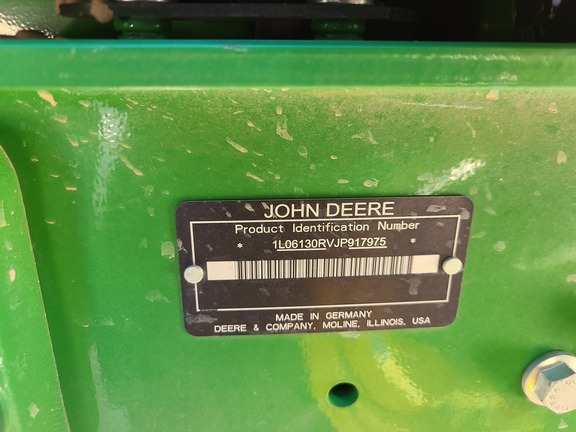 JOHN DEERE
Product Identification Number
* 1L06130RVJP917975 *
MADE IN GERMANY
DEERE & COMPANY, MOLINE, ILLINOIS, USA